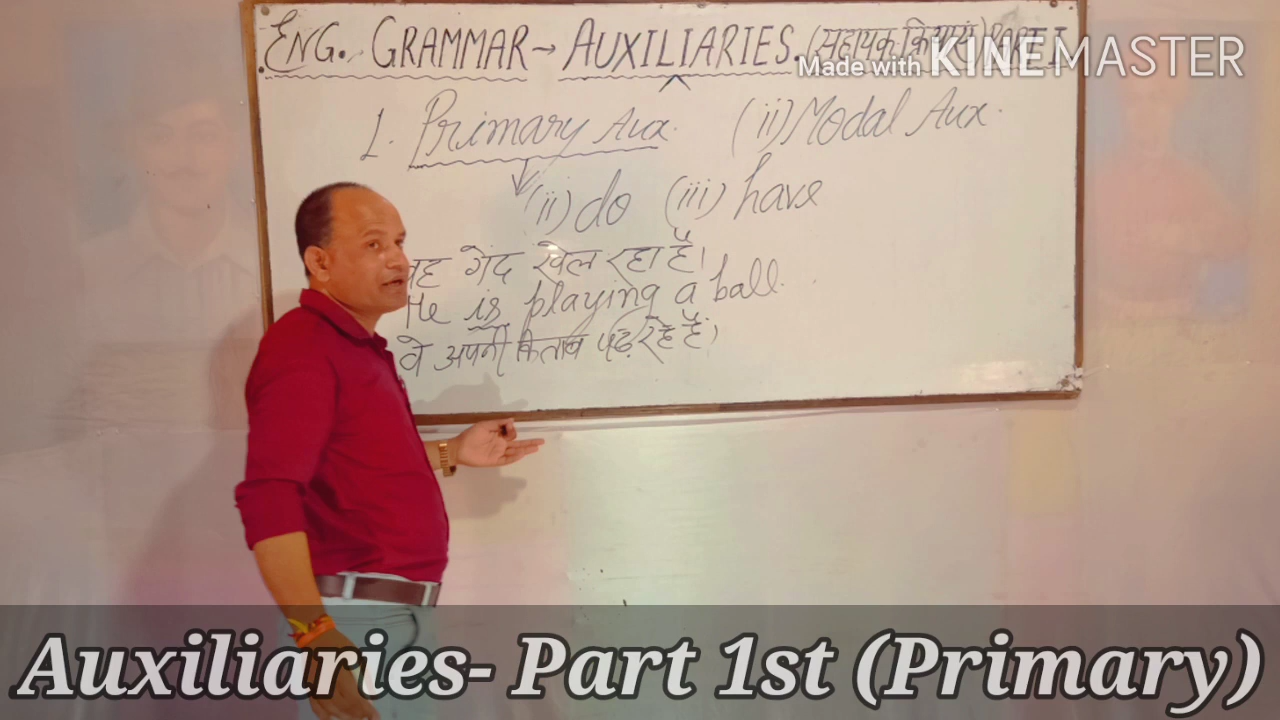 ENG. GRAMMAR → AUXILIARIES. (सहायक क्रियाएं) PART I
Made with KINEMASTER
1. Primary Aux. (ii) Modal Aux.
(ii) do (iii) have
वह गेंद खेल रहा है।
He is playing a ball.
वे अपनी किताब पढ़ रहे हैं।
Auxiliaries- Part 1st (Primary)